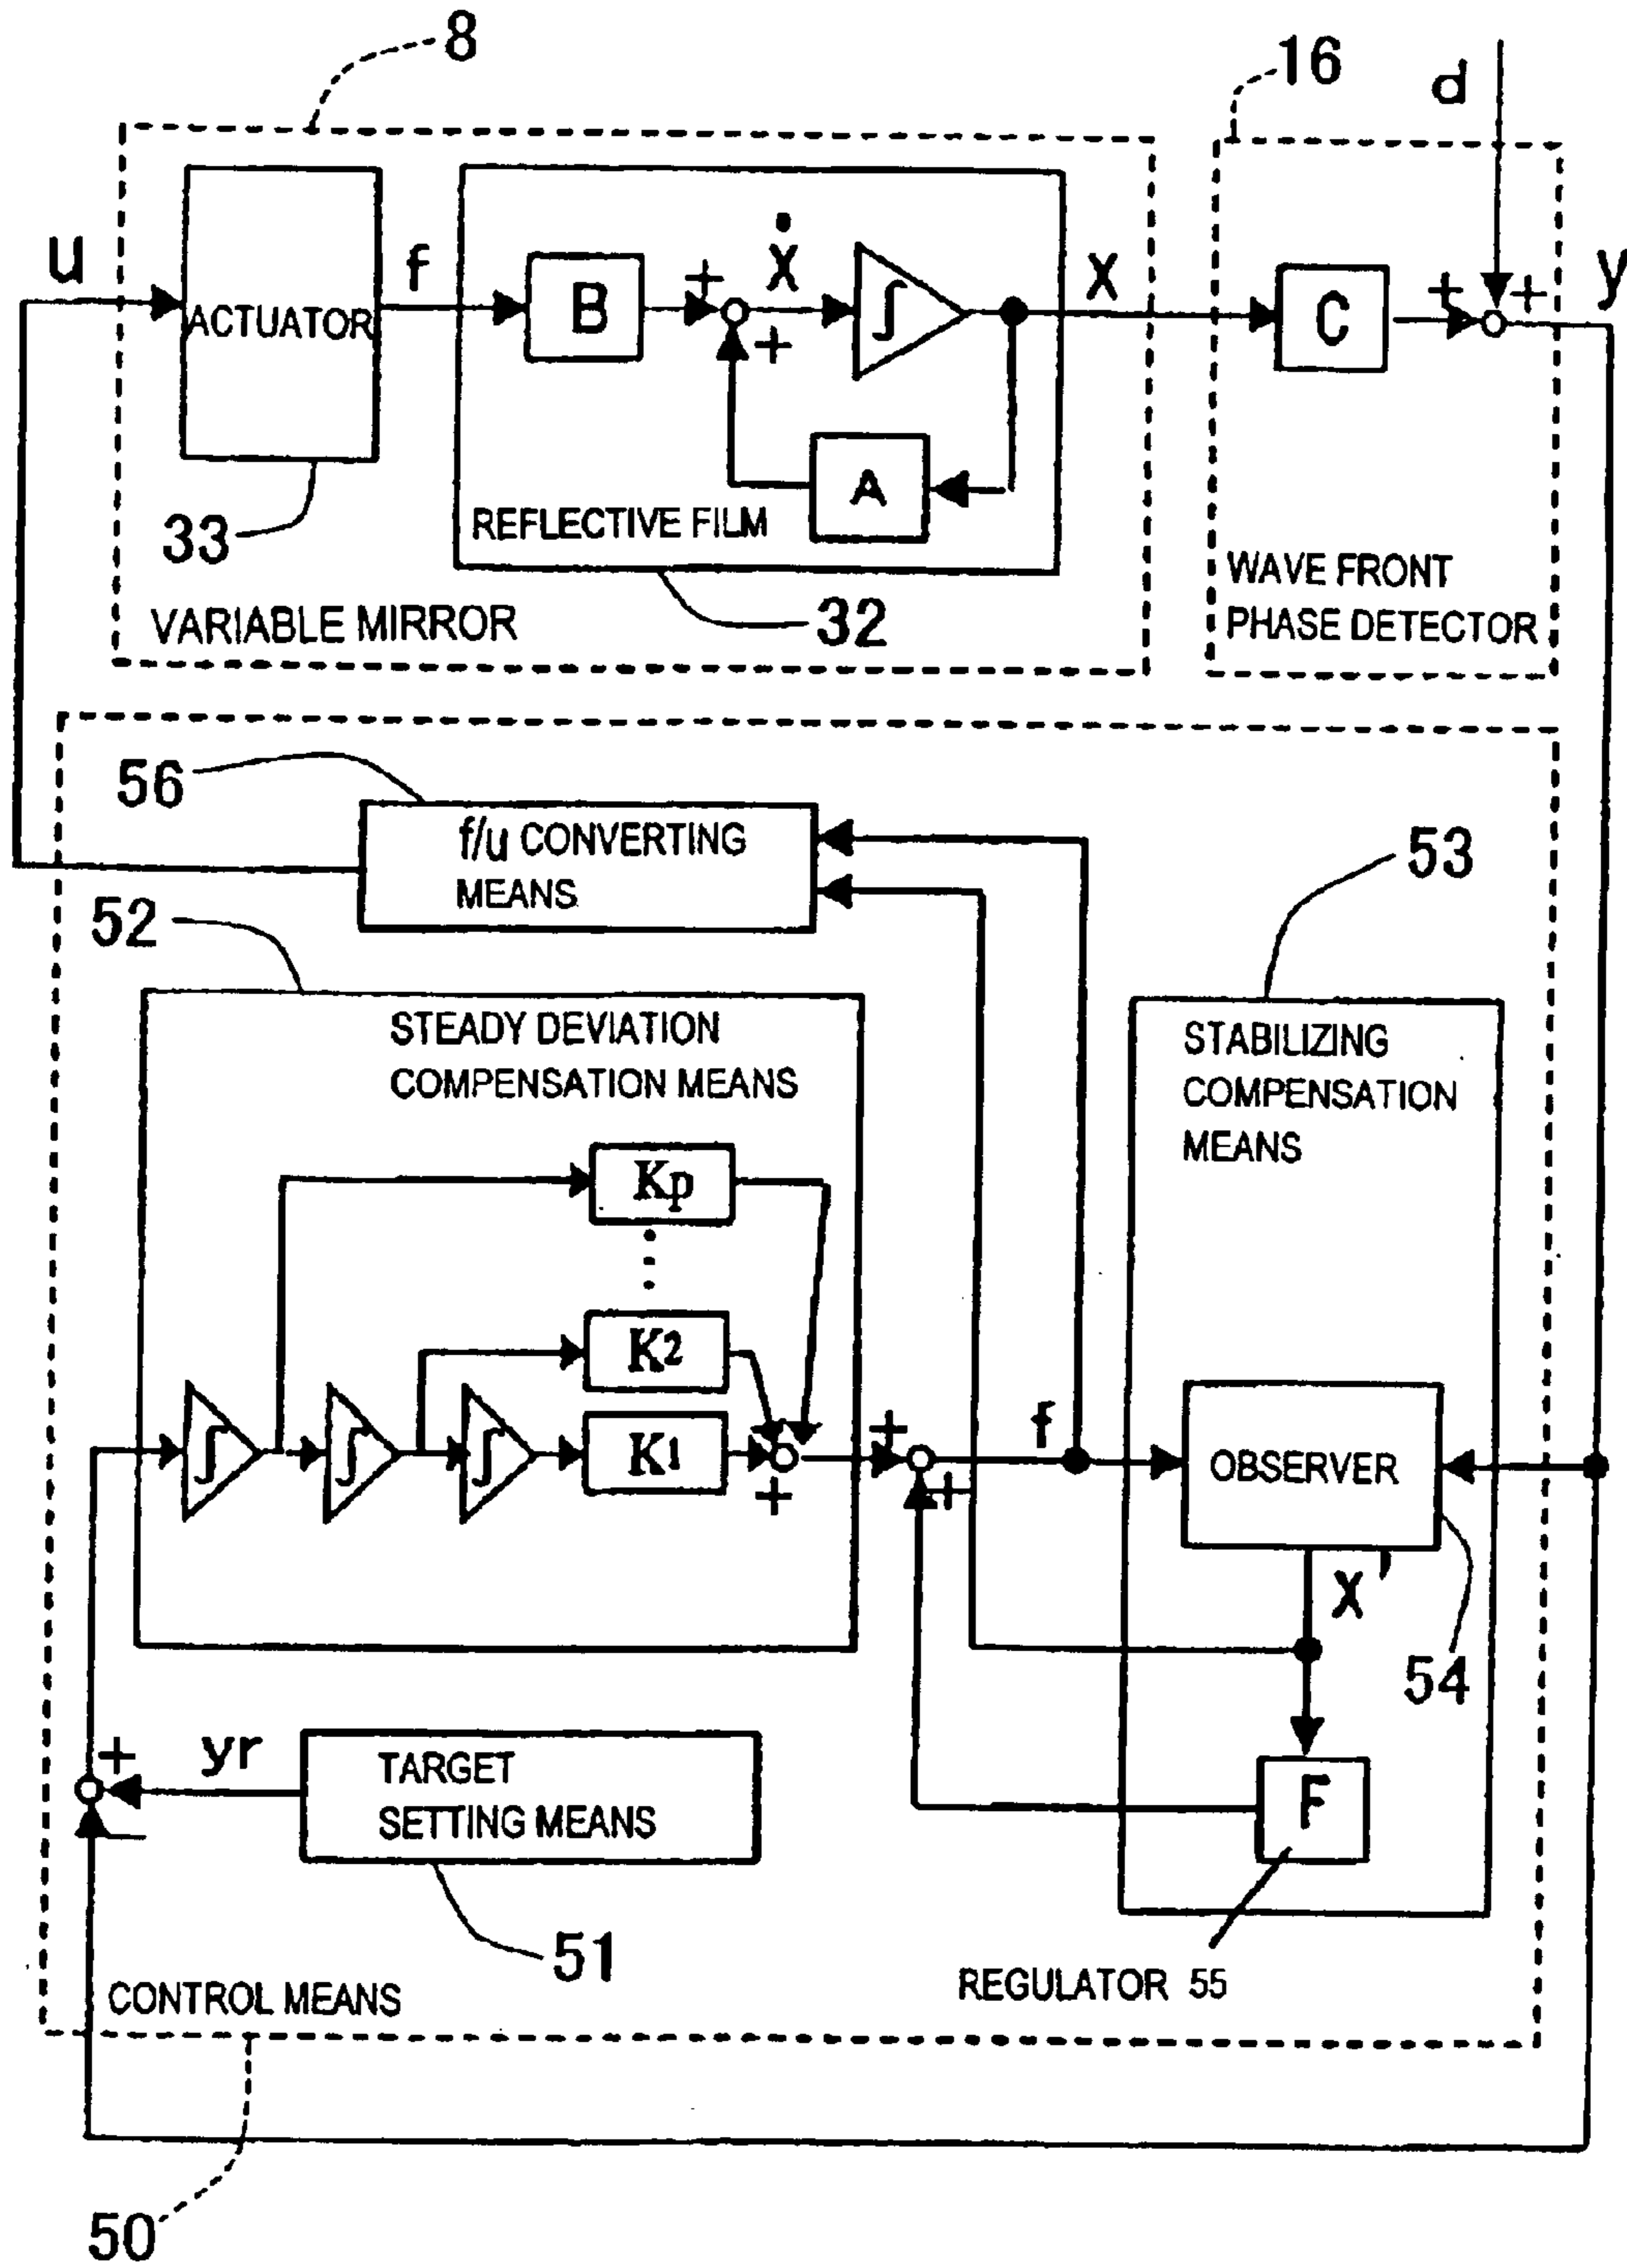 8
16
d
u
ACTUATOR
f
B
+
Ẋ
+
∫
X
C
+
+
y
A
REFLECTIVE FILM
33
32
VARIABLE MIRROR
WAVE FRONT
PHASE DETECTOR
56
f/u CONVERTING
MEANS
53
52
STEADY DEVIATION
COMPENSATION MEANS
STABILIZING
COMPENSATION
MEANS
Kp
K2
∫
∫
∫
K1
+
+
+
f
OBSERVER
X'
54
+
yr
−
TARGET
SETTING MEANS
F
51
REGULATOR 55
CONTROL MEANS
50